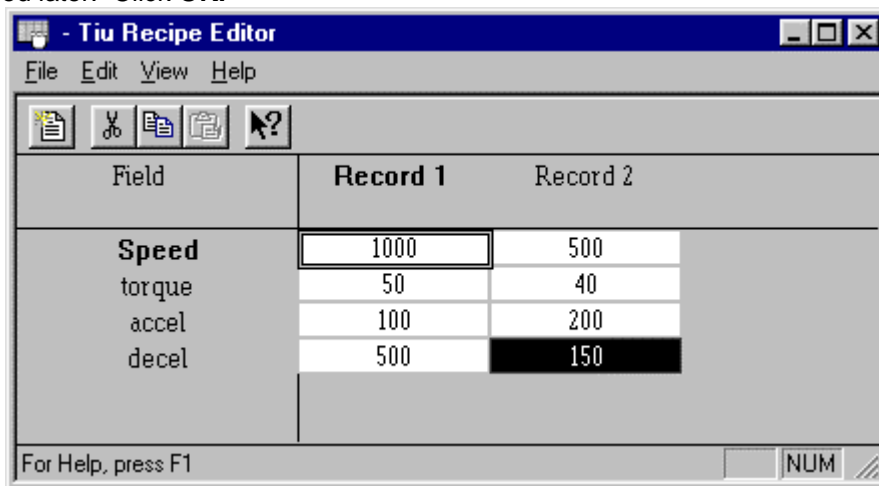 - Tiu Recipe Editor
File Edit View Help
Field Record 1 Record 2
Speed 1000 500
torque 50 40
accel 100 200
decel 500 150
For Help, press F1 NUM